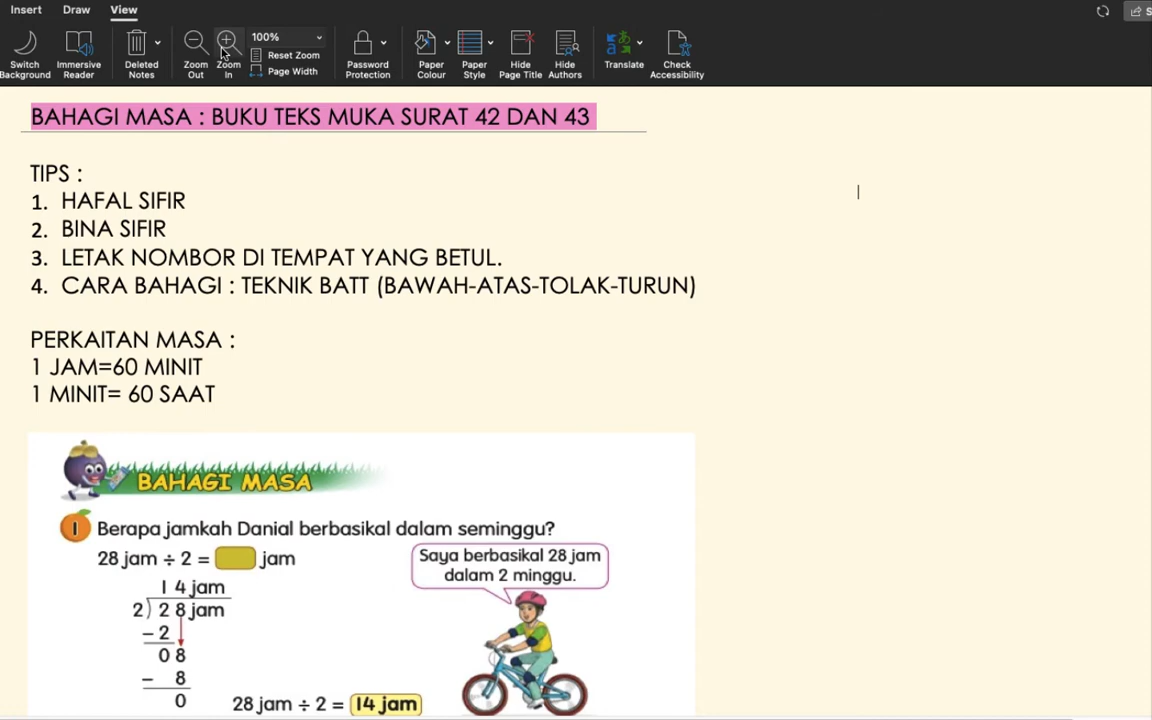 Insert Draw View
S
100%
Reset Zoom
Page Width
Switch Background
Immersive Reader
Deleted Notes
Zoom Out
Zoom In
Password Protection
Paper Colour
Paper Style
Hide Page Title
Hide Authors
Translate
Check Accessibility
BAHAGI MASA : BUKU TEKS MUKA SURAT 42 DAN 43
TIPS :
1. HAFAL SIFIR
2. BINA SIFIR
3. LETAK NOMBOR DI TEMPAT YANG BETUL.
4. CARA BAHAGI : TEKNIK BATT (BAWAH-ATAS-TOLAK-TURUN)
PERKAITAN MASA :
1 JAM=60 MINIT
1 MINIT= 60 SAAT
BAHAGI MASA
1 Berapa jamkah Danial berbasikal dalam seminggu?
28 jam ÷ 2 = jam
Saya berbasikal 28 jam
dalam 2 minggu.
1 4 jam
2 ) 2 8 jam
– 2
0 8
– 8
0
28 jam ÷ 2 = 14 jam